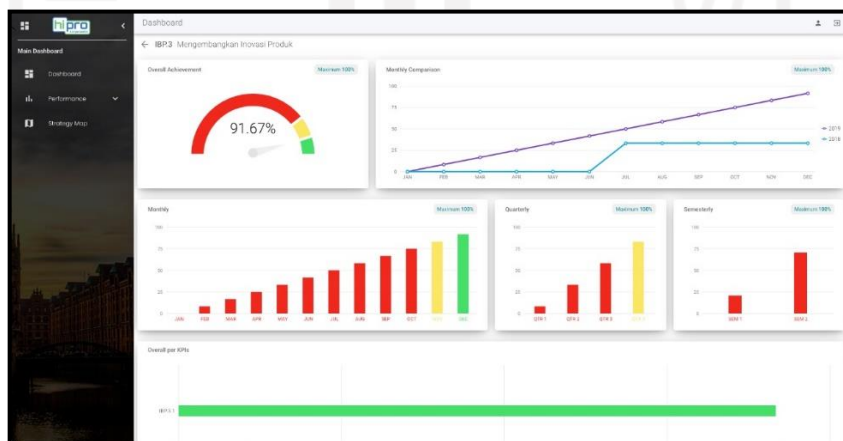 hipro
Dashboard
Main Dashboard
Dashboard
Performance
Strategy Map
IBP.3 Mengembangkan Inovasi Produk
Overall Achievement
Maximum 100%
91.67%
Monthly Comparison
Maximum 100%
100
75
50
25
0
JAN FEB MAR APR MAY JUN JUL AUG SEP OCT NOV DEC
2019
2018
Monthly
Maximum 100%
100
75
50
25
0
JAN FEB MAR APR MAY JUN JUL AUG SEP OCT NOV DEC
Quarterly
Maximum 100%
100
75
50
25
0
QTR 1 QTR 2 QTR 3 QTR 4
Semesterly
Maximum 100%
100
75
50
25
0
SEM 1 SEM 2
Overall per KPIs
IBP.3.1